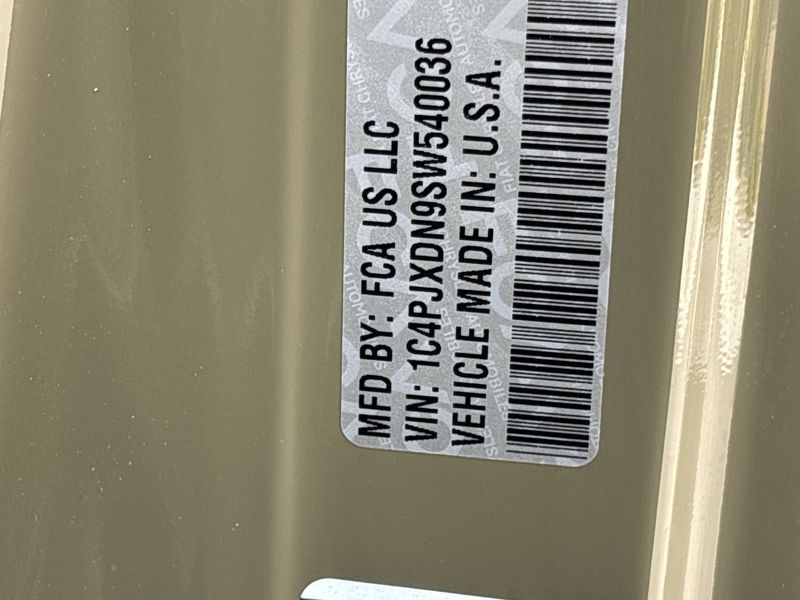 MFD BY: FCA US LLC
VIN: 1C4PJXDN9SW540036
VEHICLE MADE IN: U.S.A.